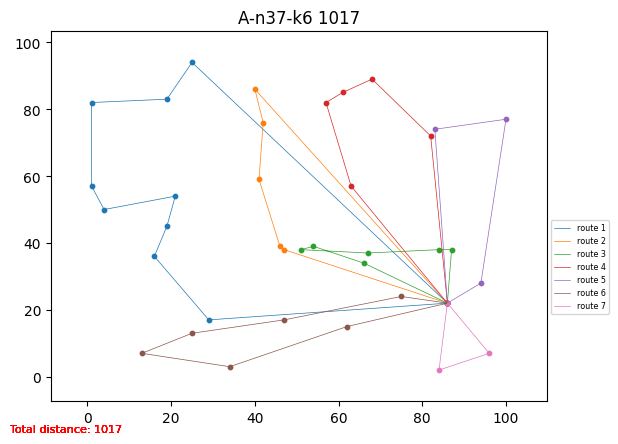 A-n37-k6 1017
100
80
60
40
20
0
0 20 40 60 80 100
route 1
route 2
route 3
route 4
route 5
route 6
route 7
Total distance: 1017